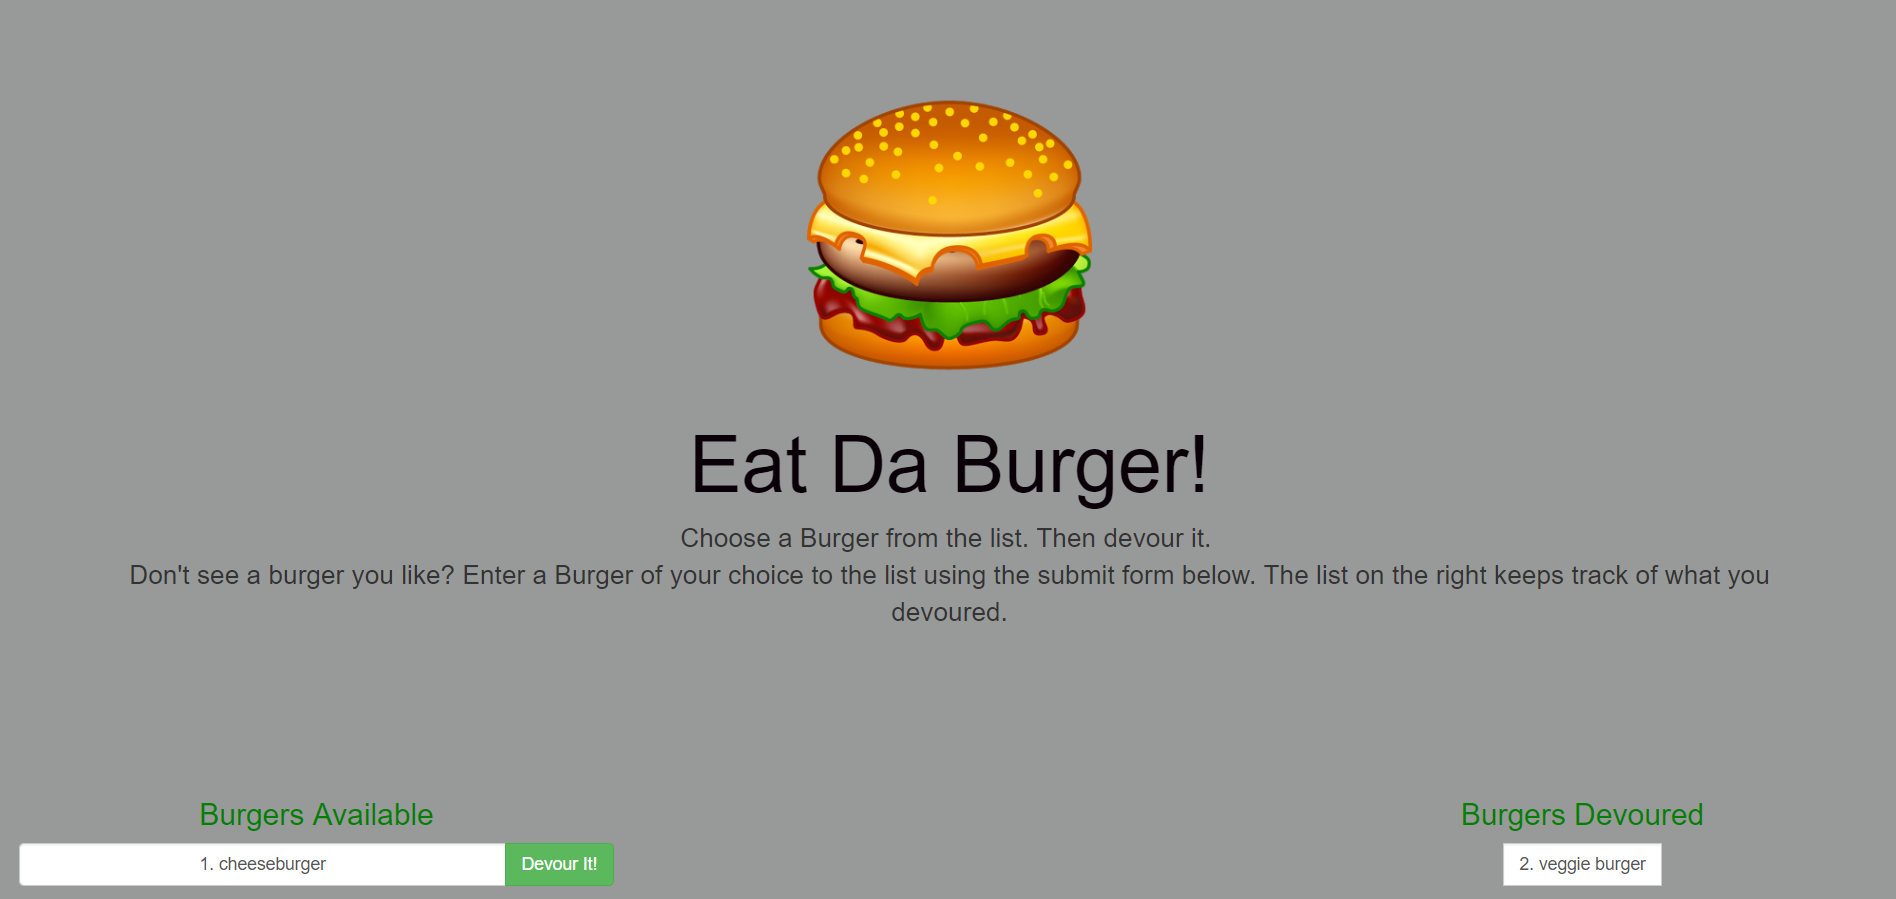 Eat Da Burger!
Choose a Burger from the list. Then devour it.
Don't see a burger you like? Enter a Burger of your choice to the list using the submit form below. The list on the right keeps track of what you
devoured.
Burgers Available
1. cheeseburger
Devour It!
Burgers Devoured
2. veggie burger